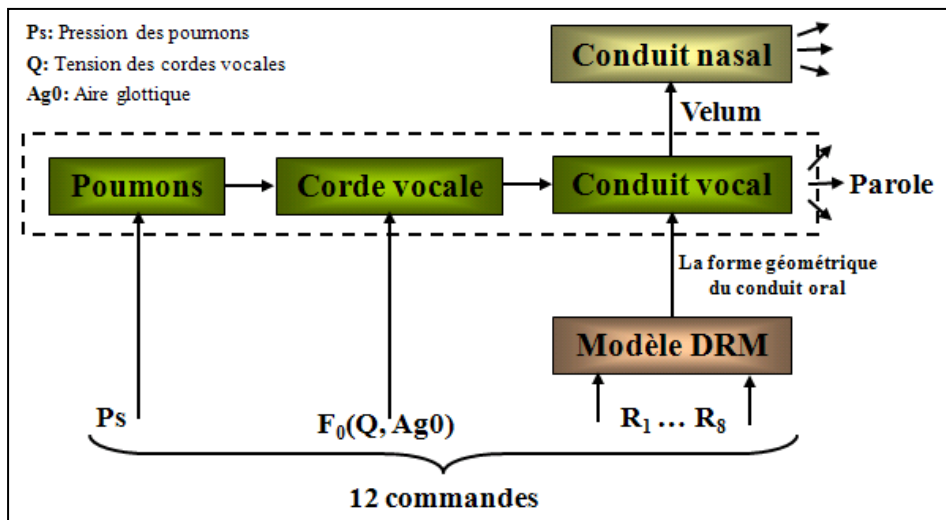 Ps: Pression des poumons
Q: Tension des cordes vocales
Ag0: Aire glottique
Conduit nasal
Velum
Poumons
Corde vocale
Conduit vocal
Parole
La forme géométrique
du conduit oral
Modèle DRM
Ps
F₀(Q, Ag0)
R₁ … R₈
12 commandes